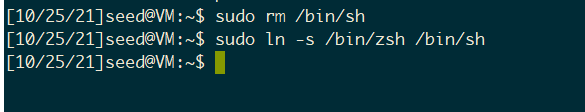 [10/25/21]seed@VM:~$ sudo rm /bin/sh
[10/25/21]seed@VM:~$ sudo ln -s /bin/zsh /bin/sh
[10/25/21]seed@VM:~$